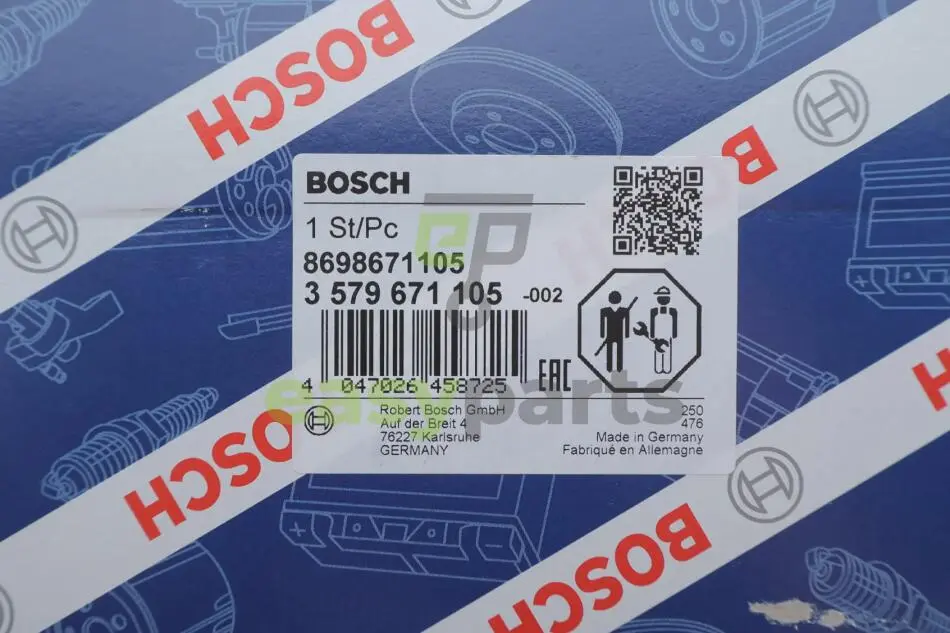 BOSCH
BOSCH
BOSCH
1 St/Pc
8698671105
3 579 671 105 -002
4 047026 458725
EAC
easyparts
Robert Bosch GmbH
Auf der Breit 4
76227 Karlsruhe
GERMANY
250
476
Made in Germany
Fabriqué en Allemagne
BOSCH
BOSCH